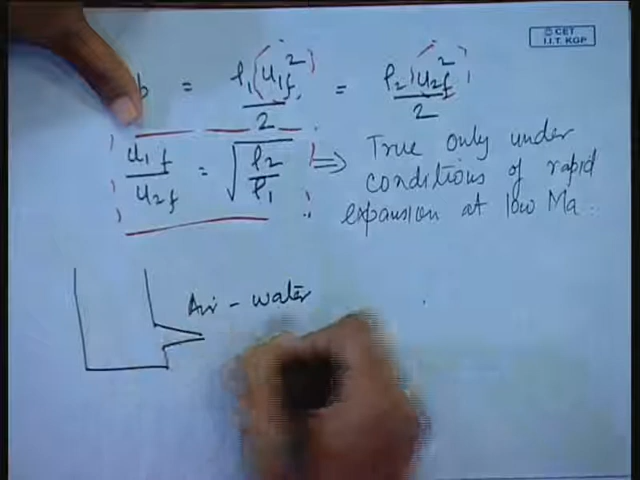 © CET
I.I.T. KGP
p = ρ₁(u₁f²)/2 = ρ₂(u₂f²)/2
u₁f/u₂f = √(ρ₂/ρ₁) ⇒ True only under
conditions of rapid
expansion at low Ma.
Air - water